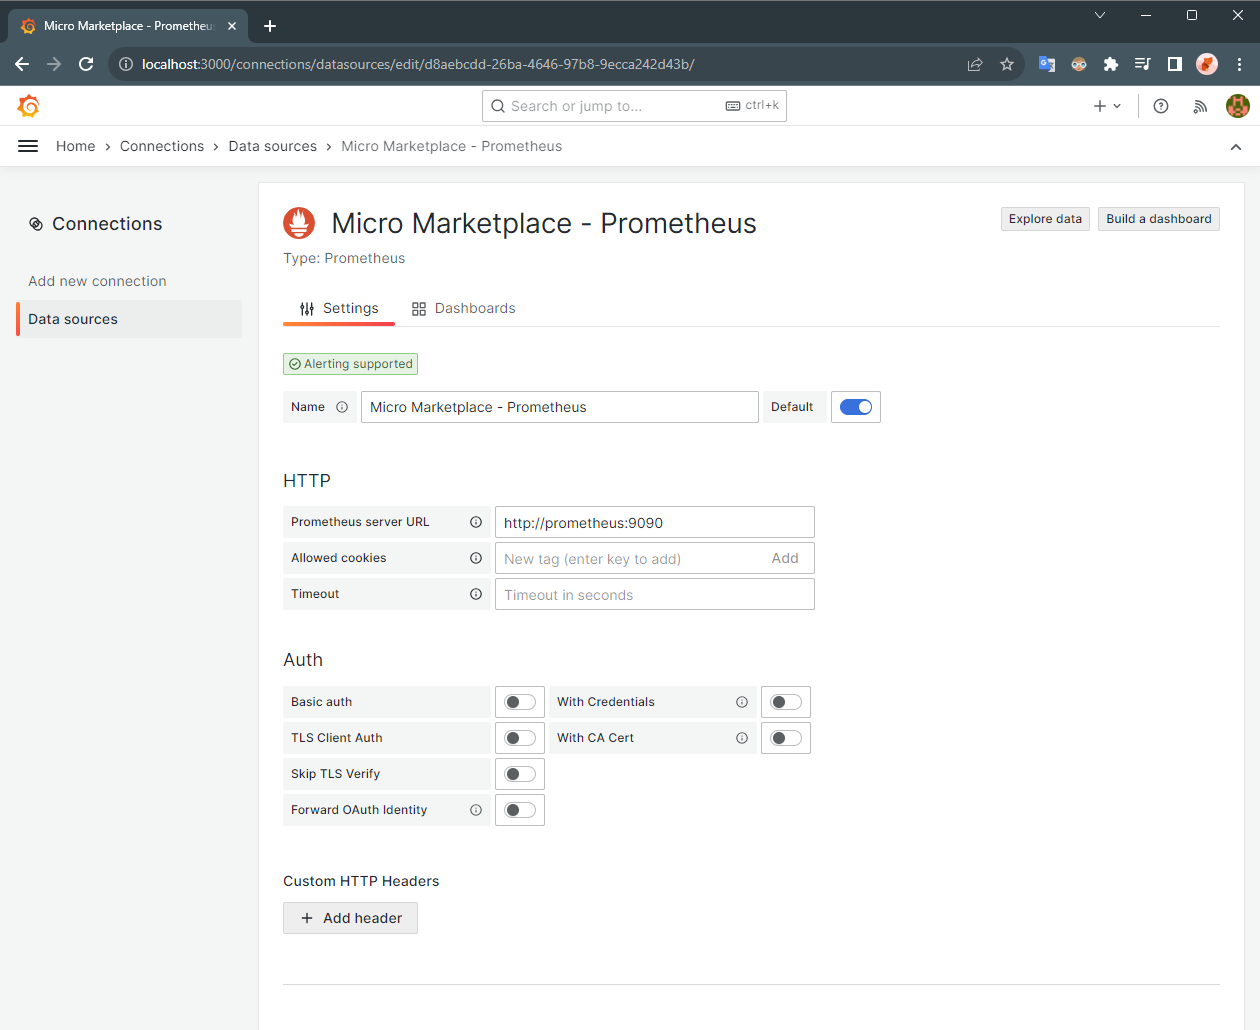 Micro Marketplace - Prometheu
localhost:3000/connections/datasources/edit/d8aebcdd-26ba-4646-97b8-9ecca242d43b/
Search or jump to... ctrl+k
Home › Connections › Data sources › Micro Marketplace - Prometheus
Connections
Add new connection
Data sources
Micro Marketplace - Prometheus
Explore data
Build a dashboard
Type: Prometheus
Settings
Dashboards
Alerting supported
Name Micro Marketplace - Prometheus Default
HTTP
Prometheus server URL http://prometheus:9090
Allowed cookies New tag (enter key to add) Add
Timeout Timeout in seconds
Auth
Basic auth With Credentials
TLS Client Auth With CA Cert
Skip TLS Verify
Forward OAuth Identity
Custom HTTP Headers
+ Add header